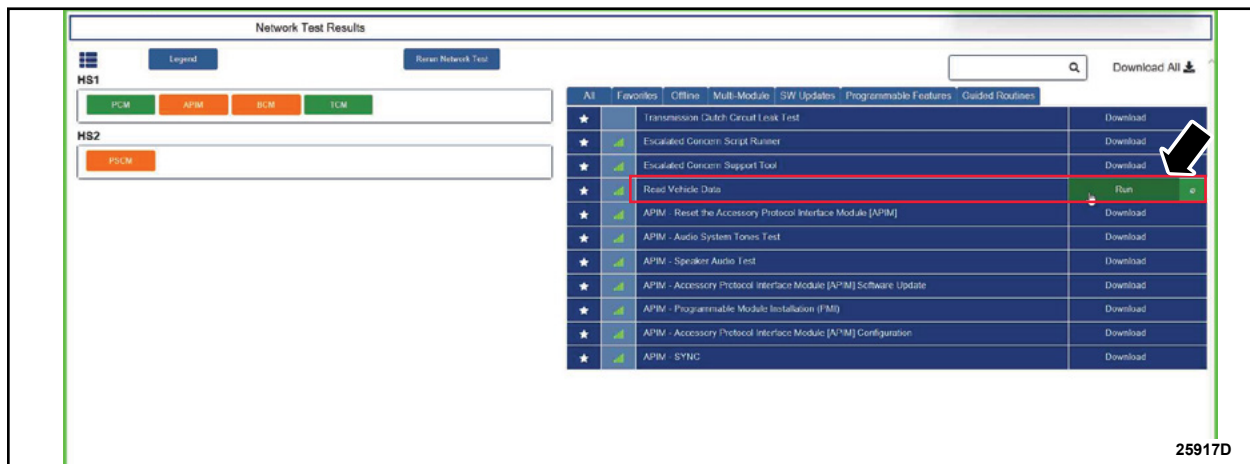 Network Test Results
Legend
Rerun Network Test
Download All
HS1
PCM APIM BCM TCM
HS2
PSCM
All Favorites Offline Multi-Module SW Updates Programmable Features Guided Routines
Transmission Clutch Circuit Leak Test Download
Escalated Concern Script Runner Download
Escalated Concern Support Tool Download
Read Vehicle Data Run
APIM - Reset the Accessory Protocol Interface Module [APIM] Download
APIM - Audio System Tones Test Download
APIM - Speaker Audio Test Download
APIM - Accessory Protocol Interface Module [APIM] Software Update Download
APIM - Programmable Module Installation (PMI) Download
APIM - Accessory Protocol Interface Module [APIM] Configuration Download
APIM - SYNC Download
25917D